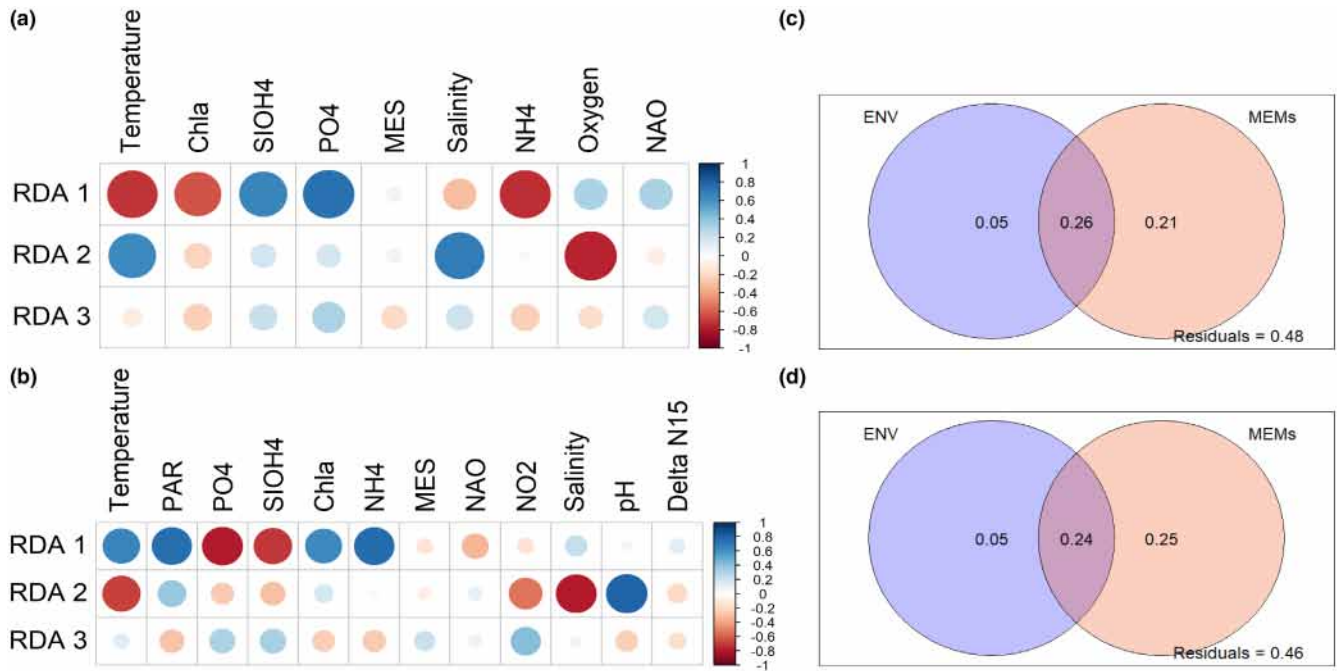 (a)
Temperature Chla SIOH4 PO4 MES Salinity NH4 Oxygen NAO
RDA 1
RDA 2
RDA 3
1
0.8
0.6
0.4
0.2
0
-0.2
-0.4
-0.6
-0.8
-1
(c)
ENV MEMs
0.05 0.26 0.21
Residuals = 0.48
(b)
Temperature PAR PO4 SIOH4 Chla NH4 MES NAO NO2 Salinity pH Delta N15
RDA 1
RDA 2
RDA 3
1
0.8
0.6
0.4
0.2
0
-0.2
-0.4
-0.6
-0.8
-1
(d)
ENV MEMs
0.05 0.24 0.25
Residuals = 0.46